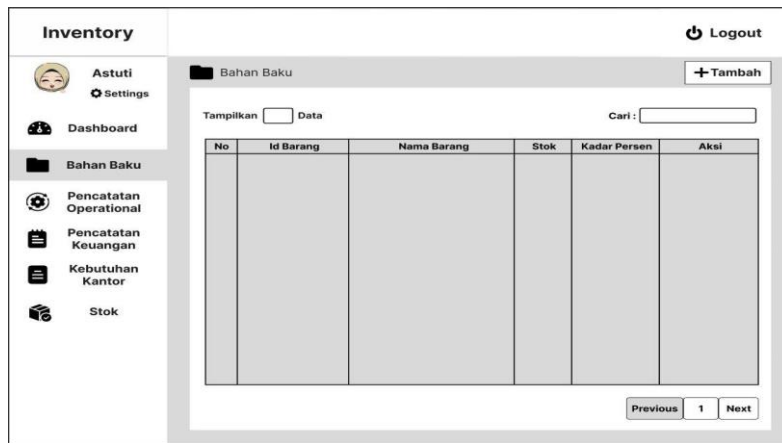 Inventory
Logout
Astuti
Settings
Dashboard
Bahan Baku
Pencatatan
Operational
Pencatatan
Keuangan
Kebutuhan
Kantor
Stok
Bahan Baku
+Tambah
Tampilkan Data
Cari :
No Id Barang Nama Barang Stok Kadar Persen Aksi
Previous 1 Next